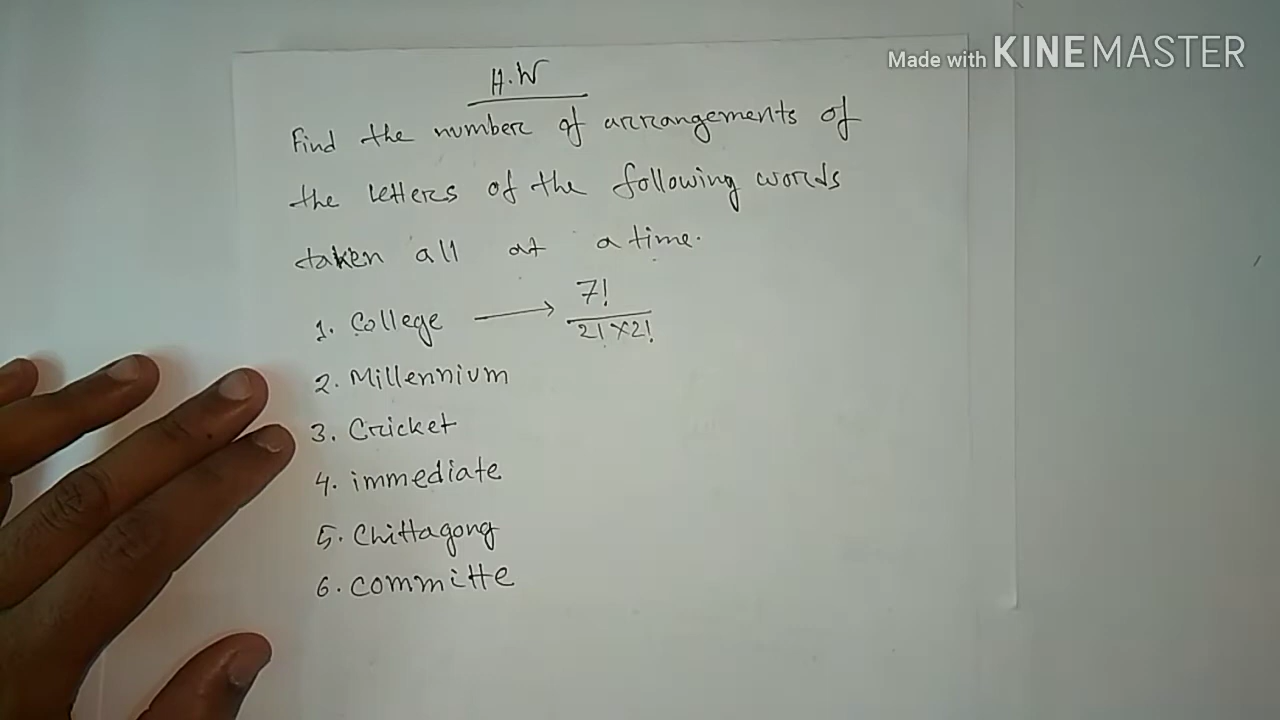 Made with KINEMASTER
H.W
Find the number of arrangements of
the letters of the following words
taken all at a time.
1. College → 7! / 2! × 2!
2. Millennium
3. Cricket
4. immediate
5. Chittagong
6. committe